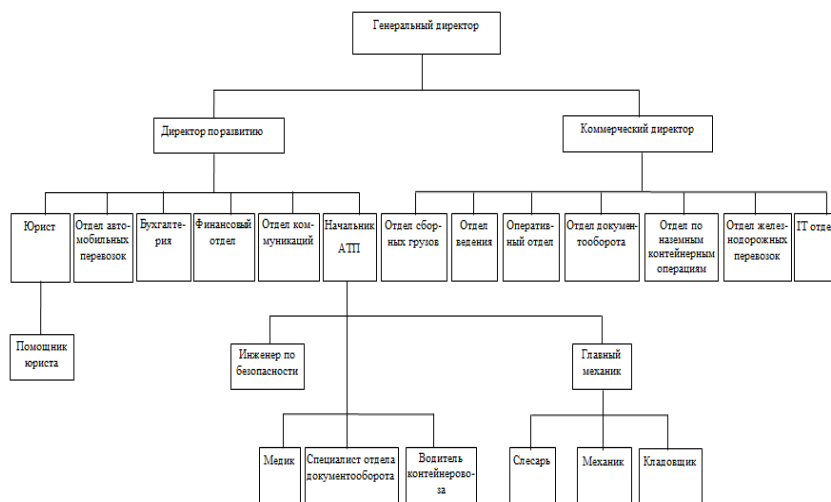 Генеральный директор
Директор по развитию
Коммерческий директор
Юрист
Отдел авто-
мобильных
перевозок
Бухгалте-
рия
Финансовый
отдел
Отдел ком-
муникаций
Начальник
АТП
Отдел сбор-
ных грузов
Отдел
ведения
Оператив-
ный отдел
Отдел докумен-
тооборота
Отдел по
наземным
контейнерным
операциям
Отдел желез-
нодорожных
перевозок
IT отдел
Помощник
юриста
Инженер по
безопасности
Главный
механик
Медик
Специалист отдела
документооборота
Водитель
контейнерово-
за
Слесарь
Механик
Кладовщик